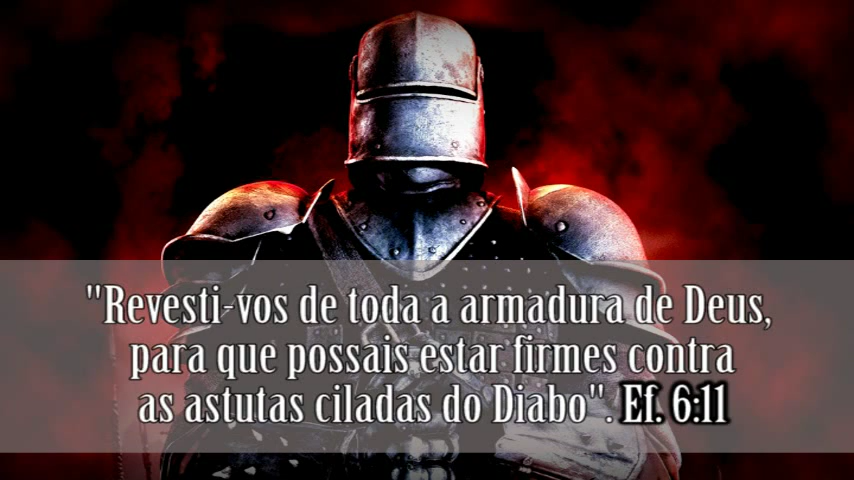 "Revesti-vos de toda a armadura de Deus,
para que possais estar firmes contra
as astutas ciladas do Diabo". Ef. 6:11